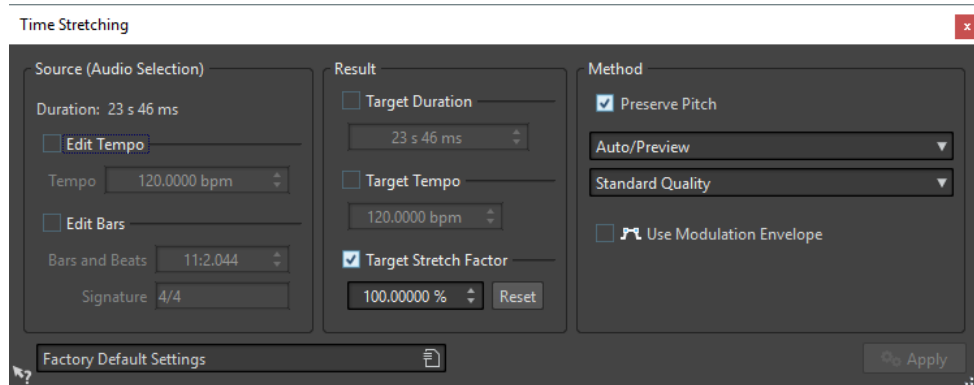 Time Stretching
x
Source (Audio Selection)
Duration: 23 s 46 ms
Edit Tempo
Tempo 120.0000 bpm
Edit Bars
Bars and Beats 11:2.044
Signature 4/4
Result
Target Duration
23 s 46 ms
Target Tempo
120.0000 bpm
Target Stretch Factor
100.00000 % Reset
Method
Preserve Pitch
Auto/Preview
Standard Quality
Use Modulation Envelope
Factory Default Settings
Apply
?